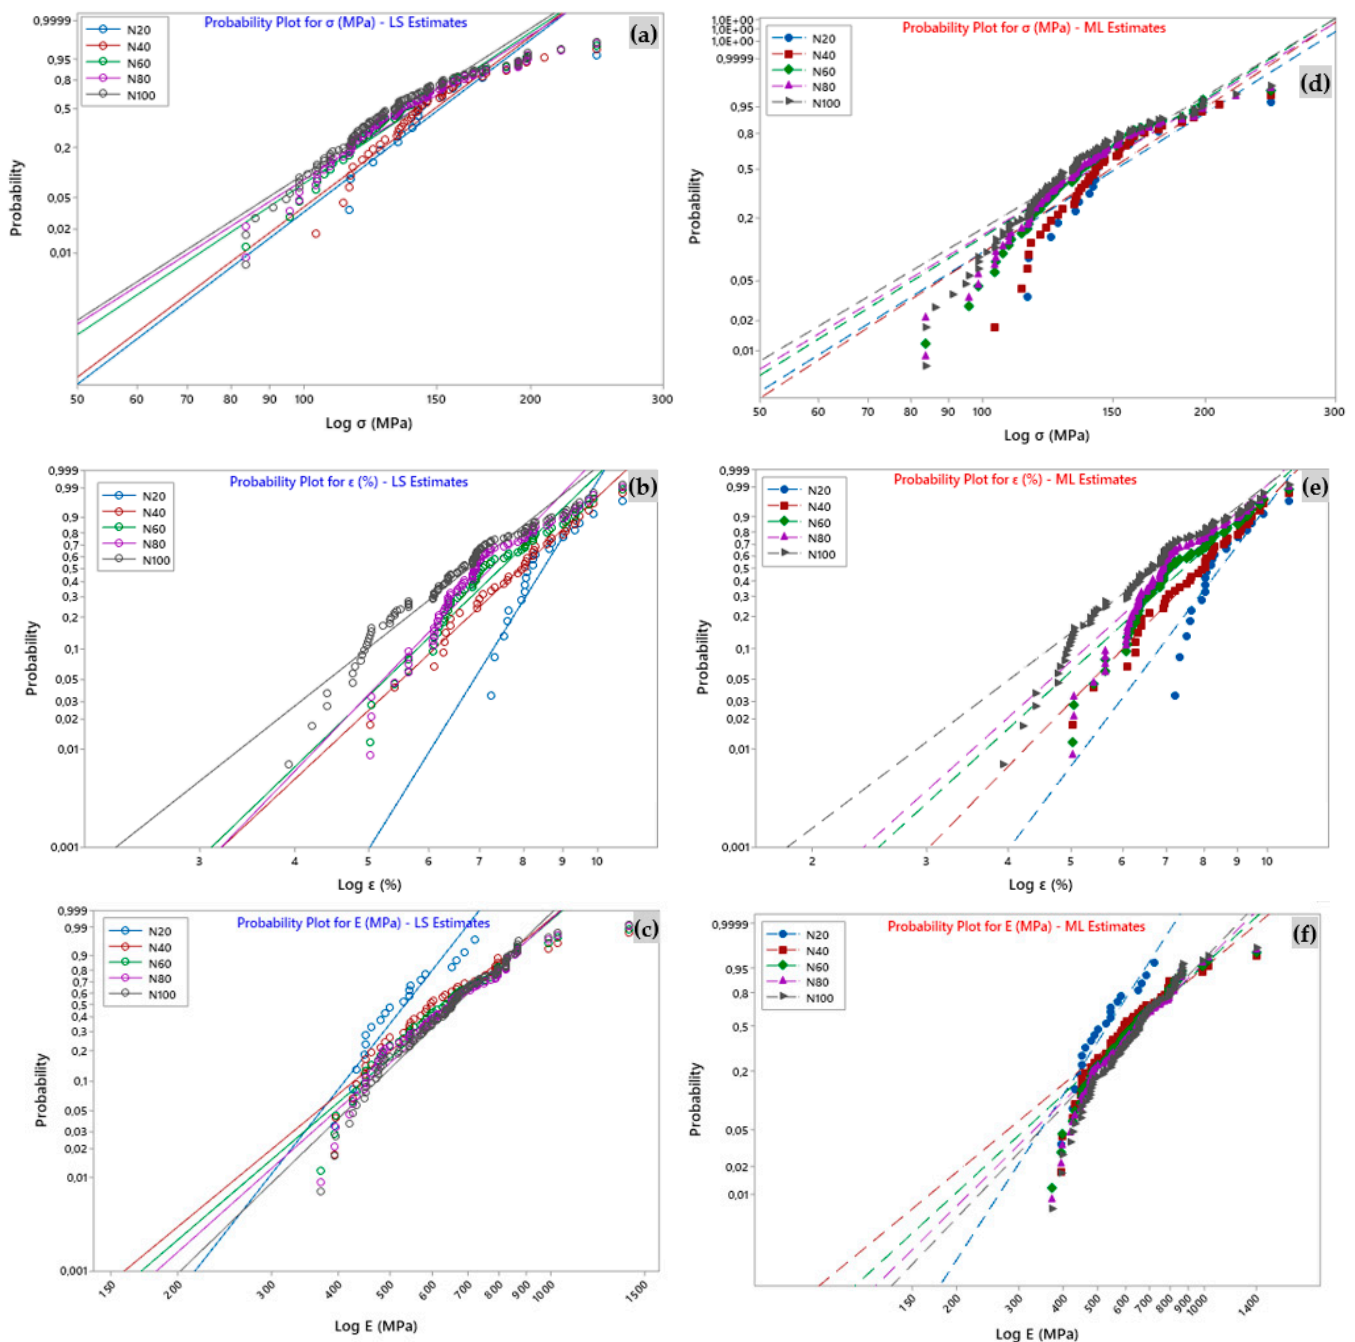 Probability Plot for σ (MPa) - LS Estimates
(a)
N20
N40
N60
N80
N100
0,9999
0,95
0,8
0,5
0,2
0,05
0,02
0,01
Probability
50 60 70 80 90 100 150 200 300
Log σ (MPa)
Probability Plot for σ (MPa) - ML Estimates
(d)
N20
N40
N60
N80
N100
1,0E+00
1,0E+00
1,0E+00
0,9999
0,95
0,8
0,5
0,2
0,05
0,02
0,01
Probability
50 60 70 80 90 100 150 200 300
Log σ (MPa)
Probability Plot for ε (%) - LS Estimates
(b)
N20
N40
N60
N80
N100
0,999
0,99
0,9
0,7
0,6
0,5
0,4
0,3
0,2
0,1
0,05
0,03
0,02
0,01
0,001
Probability
3 4 5 6 7 8 9 10
Log ε (%)
Probability Plot for ε (%) - ML Estimates
(e)
N20
N40
N60
N80
N100
0,999
0,99
0,9
0,7
0,6
0,5
0,4
0,3
0,2
0,1
0,05
0,03
0,02
0,01
0,001
Probability
2 3 4 5 6 7 8 9 10
Log ε (%)
Probability Plot for E (MPa) - LS Estimates
(c)
N20
N40
N60
N80
N100
0,999
0,99
0,9
0,8
0,7
0,6
0,5
0,4
0,3
0,2
0,1
0,05
0,03
0,02
0,01
0,001
Probability
150 200 300 400 500 600 700 800 900 1000 1500
Log E (MPa)
Probability Plot for E (MPa) - ML Estimates
(f)
N20
N40
N60
N80
N100
0,9999
0,95
0,8
0,5
0,2
0,05
0,02
0,01
Probability
150 200 300 400 500 600 700 800 900 1000 1400
Log E (MPa)